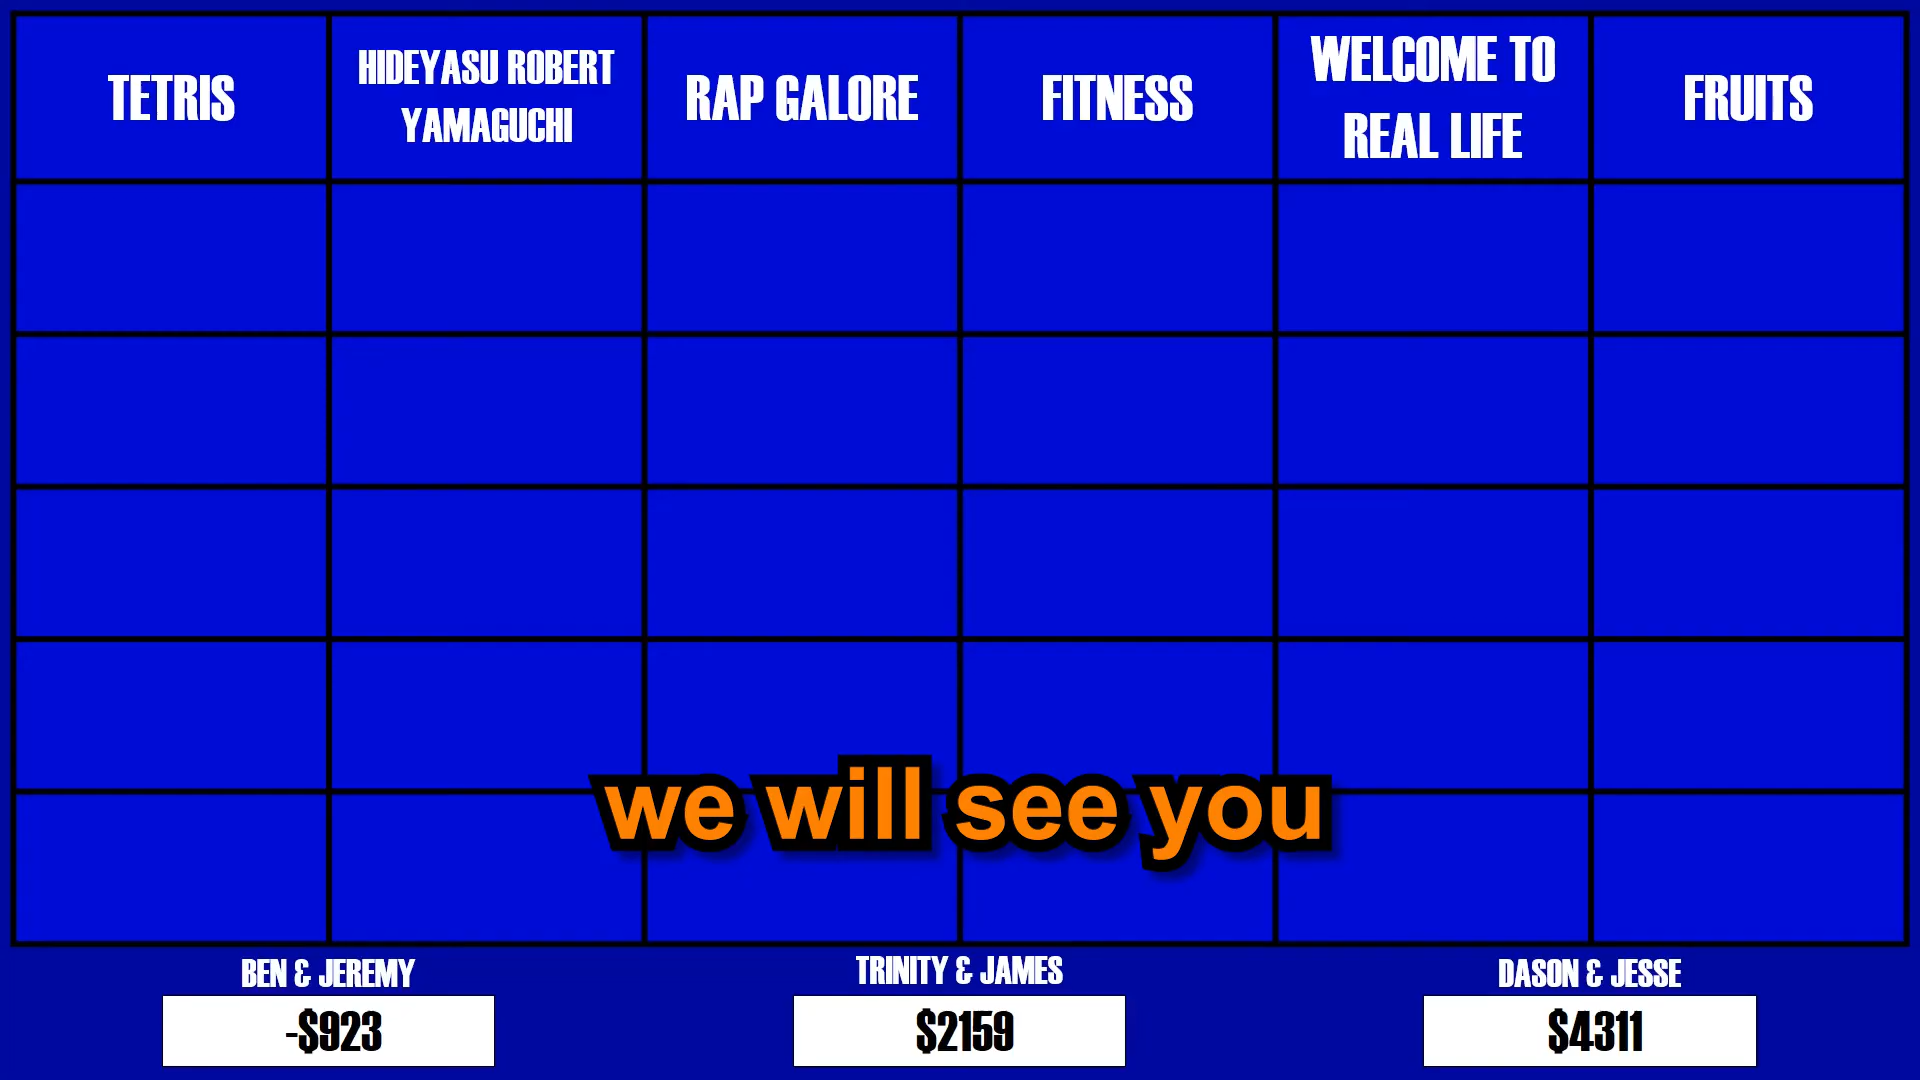 TETRIS
HIDEYASU ROBERT
YAMAGUCHI
RAP GALORE
FITNESS
WELCOME TO
REAL LIFE
FRUITS
we will see you
BEN & JEREMY
-$923
TRINITY & JAMES
$2159
DASON & JESSE
$4311